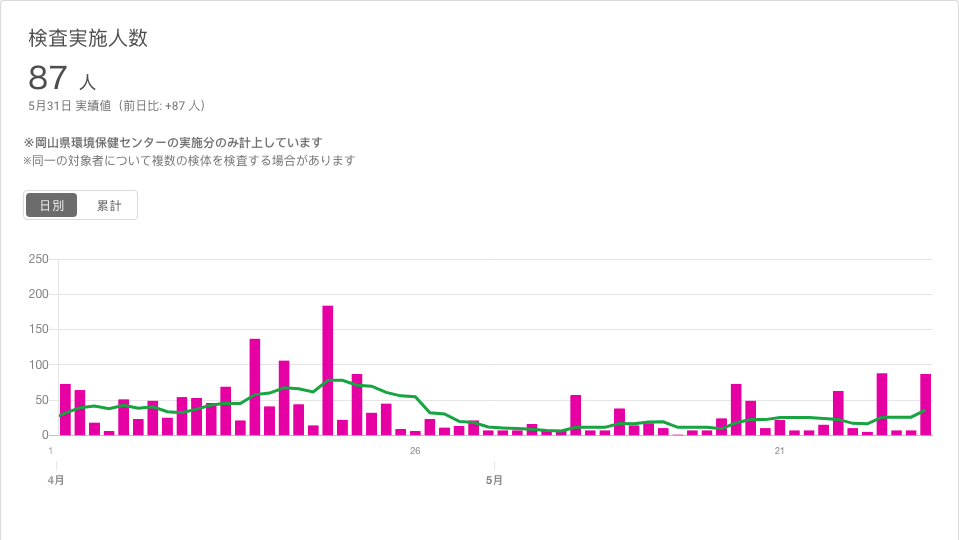 検査実施人数
87 人
5月31日 実績値（前日比: +87 人）
※岡山県環境保健センターの実施分のみ計上しています
※同一の対象者について複数の検体を検査する場合があります
日別 累計
250
200
150
100
50
0
1 26 21
4月 5月